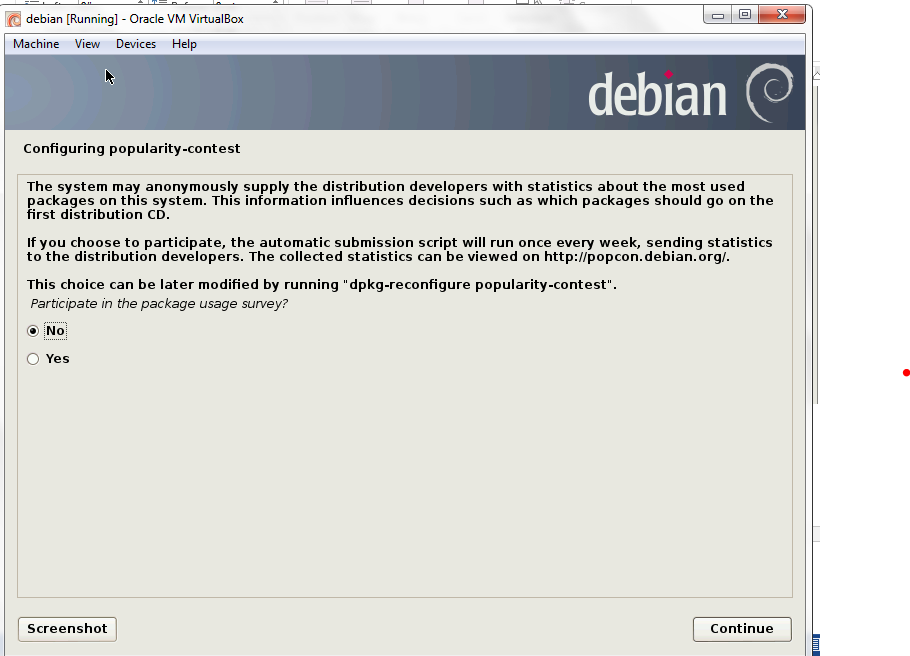 debian [Running] - Oracle VM VirtualBox
Machine View Devices Help
debian
Configuring popularity-contest
The system may anonymously supply the distribution developers with statistics about the most used
packages on this system. This information influences decisions such as which packages should go on the
first distribution CD.
If you choose to participate, the automatic submission script will run once every week, sending statistics
to the distribution developers. The collected statistics can be viewed on http://popcon.debian.org/.
This choice can be later modified by running "dpkg-reconfigure popularity-contest".
Participate in the package usage survey?
No
Yes
Screenshot Continue